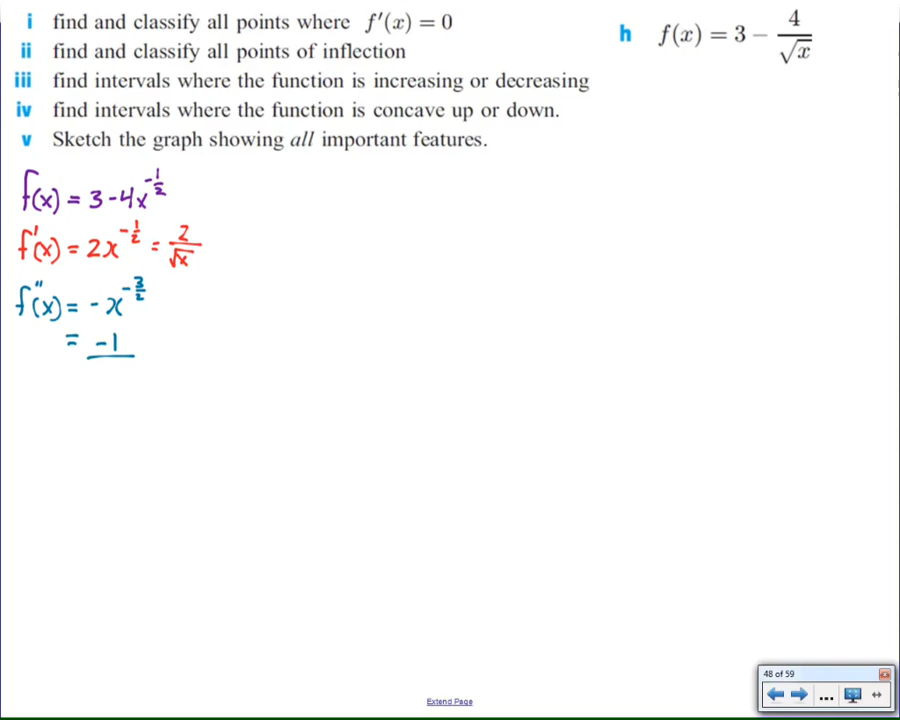 i find and classify all points where f'(x) = 0
ii find and classify all points of inflection
iii find intervals where the function is increasing or decreasing
iv find intervals where the function is concave up or down.
v Sketch the graph showing all important features.
h f(x) = 3 - 4/√x
f(x) = 3 - 4x^(-1/2)
f'(x) = 2x^(-1/2) = 2/√x
f''(x) = -x^(-3/2)
= -1
Extend Page
48 of 59
...